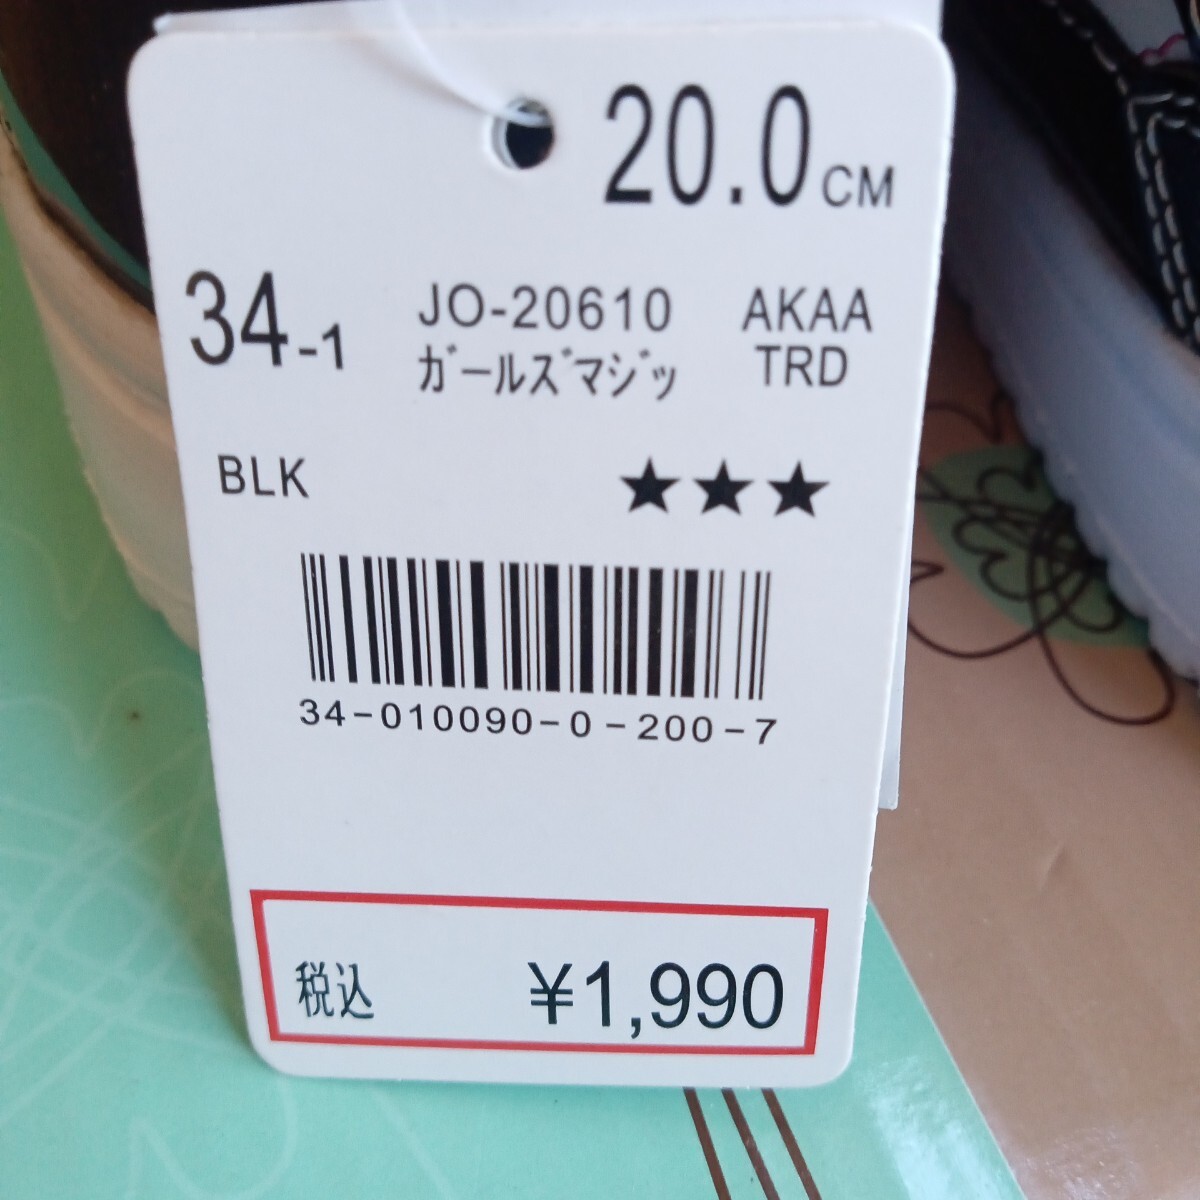 20.0CM
34-1 JO-20610 AKAA
ガールズマジッ TRD
BLK ★★★
34-010090-0-200-7
税込 ¥1,990